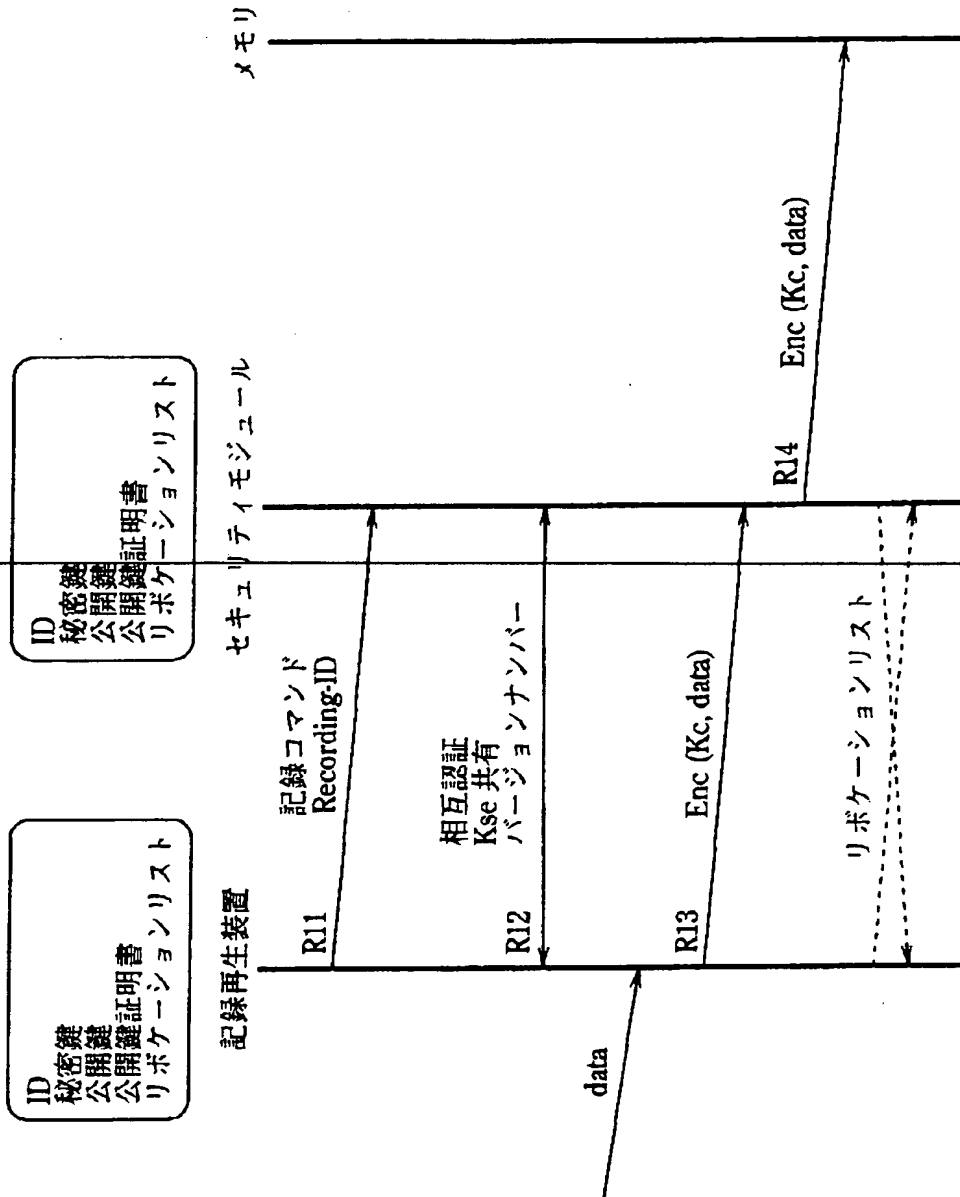 ID
秘密鍵
公開鍵
公開鍵証明書
リボケーションリスト
記録再生装置
ID
秘密鍵
公開鍵
公開鍵証明書
リボケーションリスト
セキュリティモジュール
メモリ
R11
記録コマンド
Recording-ID
R12
相互認証
Kse 共有
バージョンナンバー
data
R13
Enc (Kc, data)
R14
Enc (Kc, data)
リボケーションリスト